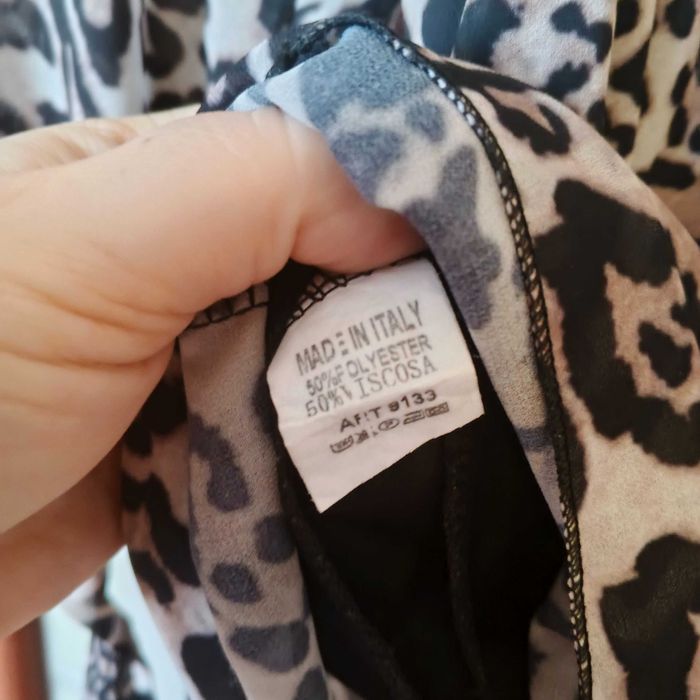 MADE IN ITALY
50%POLYESTER
50%VISCOSA
ART 9133